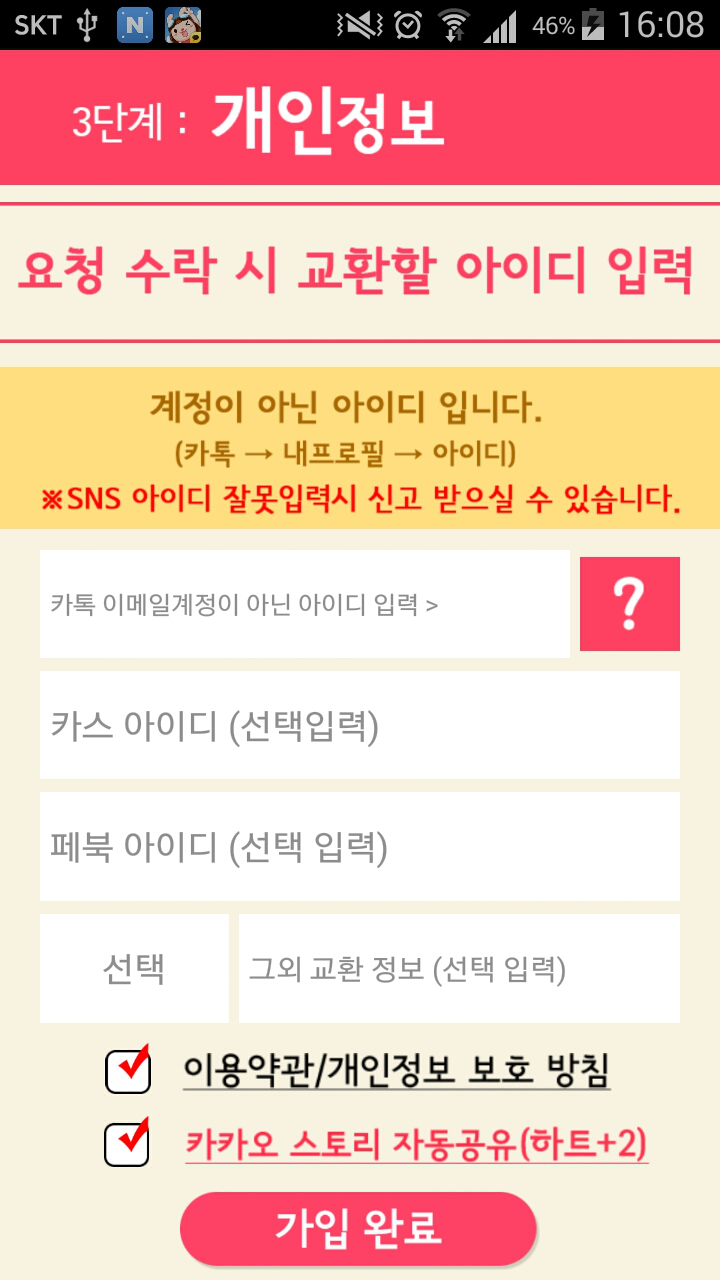 SKT N 46% 16:08
3단계 : 개인정보
요청 수락 시 교환할 아이디 입력
계정이 아닌 아이디 입니다.
(카톡 → 내프로필 → 아이디)
※SNS 아이디 잘못입력시 신고 받으실 수 있습니다.
카톡 이메일계정이 아닌 아이디 입력 > ?
카스 아이디 (선택입력)
페북 아이디 (선택 입력)
선택 그외 교환 정보 (선택 입력)
이용약관/개인정보 보호 방침
카카오 스토리 자동공유(하트+2)
가입 완료